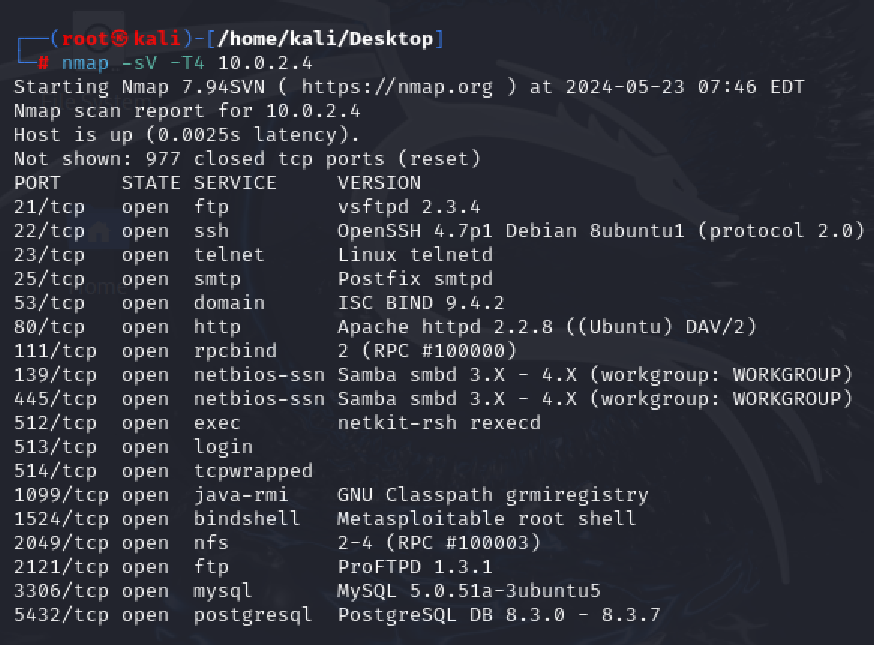 ┌──(root㉿kali)-[/home/kali/Desktop]
└─# nmap -sV -T4 10.0.2.4
Starting Nmap 7.94SVN ( https://nmap.org ) at 2024-05-23 07:46 EDT
Nmap scan report for 10.0.2.4
Host is up (0.0025s latency).
Not shown: 977 closed tcp ports (reset)
PORT     STATE SERVICE     VERSION
21/tcp   open  ftp         vsftpd 2.3.4
22/tcp   open  ssh         OpenSSH 4.7p1 Debian 8ubuntu1 (protocol 2.0)
23/tcp   open  telnet      Linux telnetd
25/tcp   open  smtp        Postfix smtpd
53/tcp   open  domain      ISC BIND 9.4.2
80/tcp   open  http        Apache httpd 2.2.8 ((Ubuntu) DAV/2)
111/tcp  open  rpcbind     2 (RPC #100000)
139/tcp  open  netbios-ssn Samba smbd 3.X - 4.X (workgroup: WORKGROUP)
445/tcp  open  netbios-ssn Samba smbd 3.X - 4.X (workgroup: WORKGROUP)
512/tcp  open  exec        netkit-rsh rexecd
513/tcp  open  login
514/tcp  open  tcpwrapped
1099/tcp open  java-rmi    GNU Classpath grmiregistry
1524/tcp open  bindshell   Metasploitable root shell
2049/tcp open  nfs         2-4 (RPC #100003)
2121/tcp open  ftp         ProFTPD 1.3.1
3306/tcp open  mysql       MySQL 5.0.51a-3ubuntu5
5432/tcp open  postgresql  PostgreSQL DB 8.3.0 - 8.3.7
File System
Home